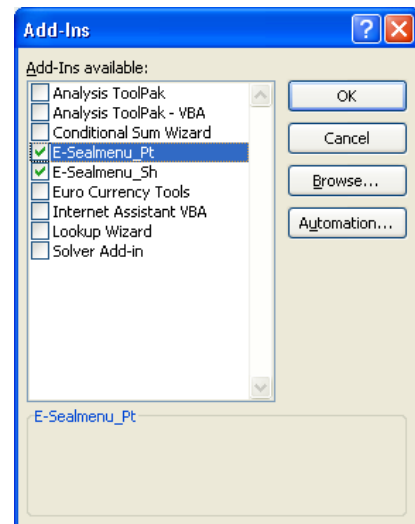 Add-Ins
Add-Ins available:
Analysis ToolPak
Analysis ToolPak - VBA
Conditional Sum Wizard
E-Sealmenu_Pt
E-Sealmenu_Sh
Euro Currency Tools
Internet Assistant VBA
Lookup Wizard
Solver Add-in
OK
Cancel
Browse...
Automation...
E-Sealmenu_Pt